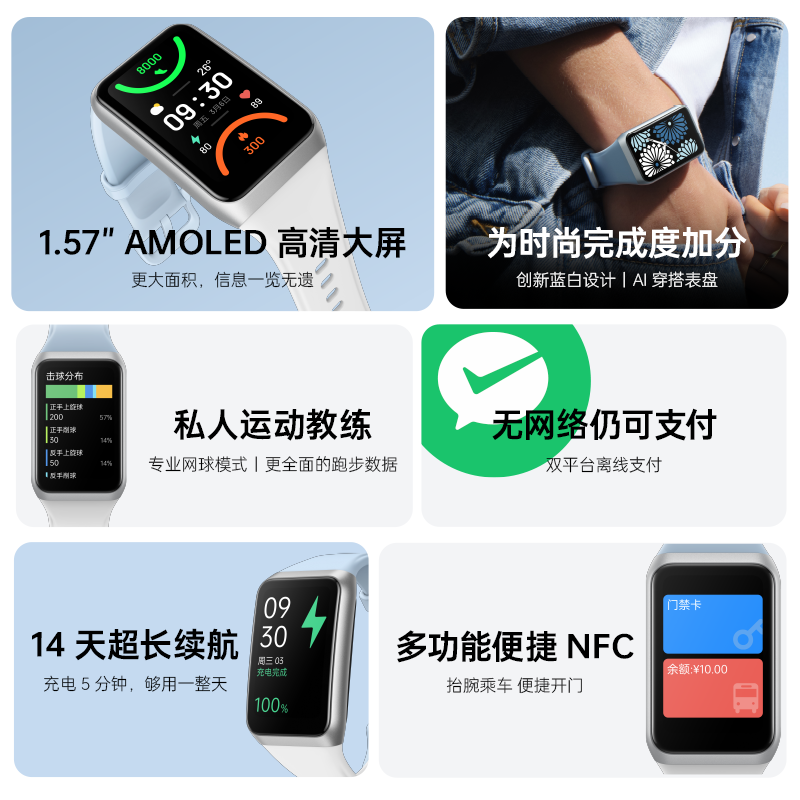 8000
26°
09:30
周五 3月6日
80
89
300
1.57" AMOLED 高清大屏
更大面积，信息一览无遗
为时尚完成度加分
创新蓝白设计丨AI 穿搭表盘
击球分布
正手上旋球
200 57%
正手削球
30 14%
反手上旋球
50 14%
反手削球
私人运动教练
专业网球模式丨更全面的跑步数据
无网络仍可支付
双平台离线支付
14 天超长续航
充电 5 分钟，够用一整天
09
30
周三 03
充电完成
100%
多功能便捷 NFC
抬腕乘车 便捷开门
门禁卡
余额:¥10.00